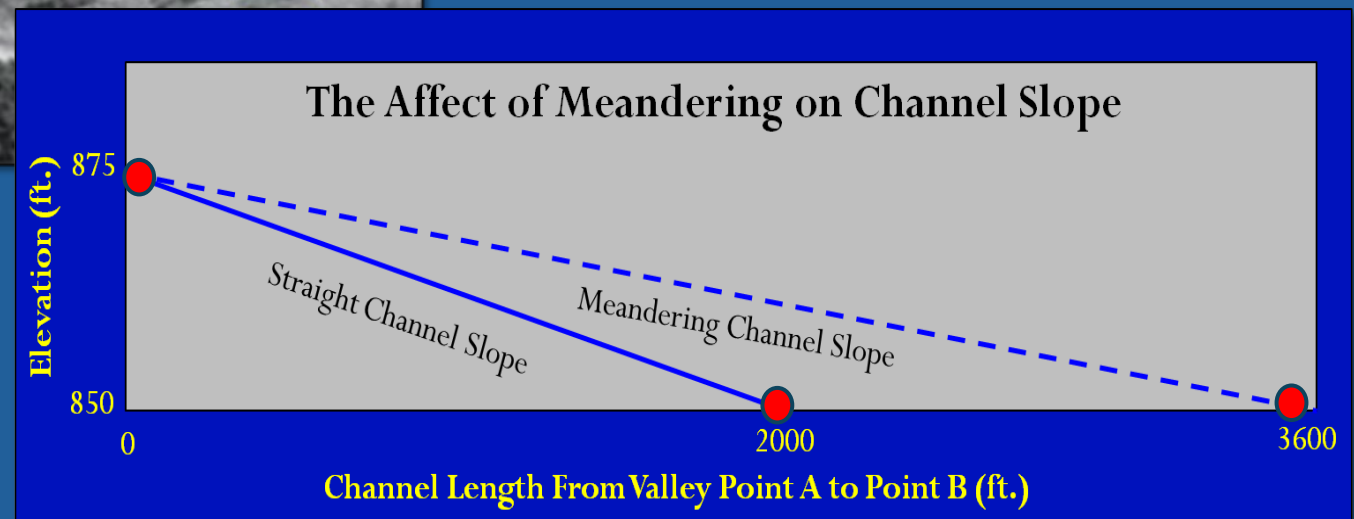 The Affect of Meandering on Channel Slope
875
Elevation (ft.)
Straight Channel Slope
Meandering Channel Slope
850
0
2000
3600
Channel Length From Valley Point A to Point B (ft.)